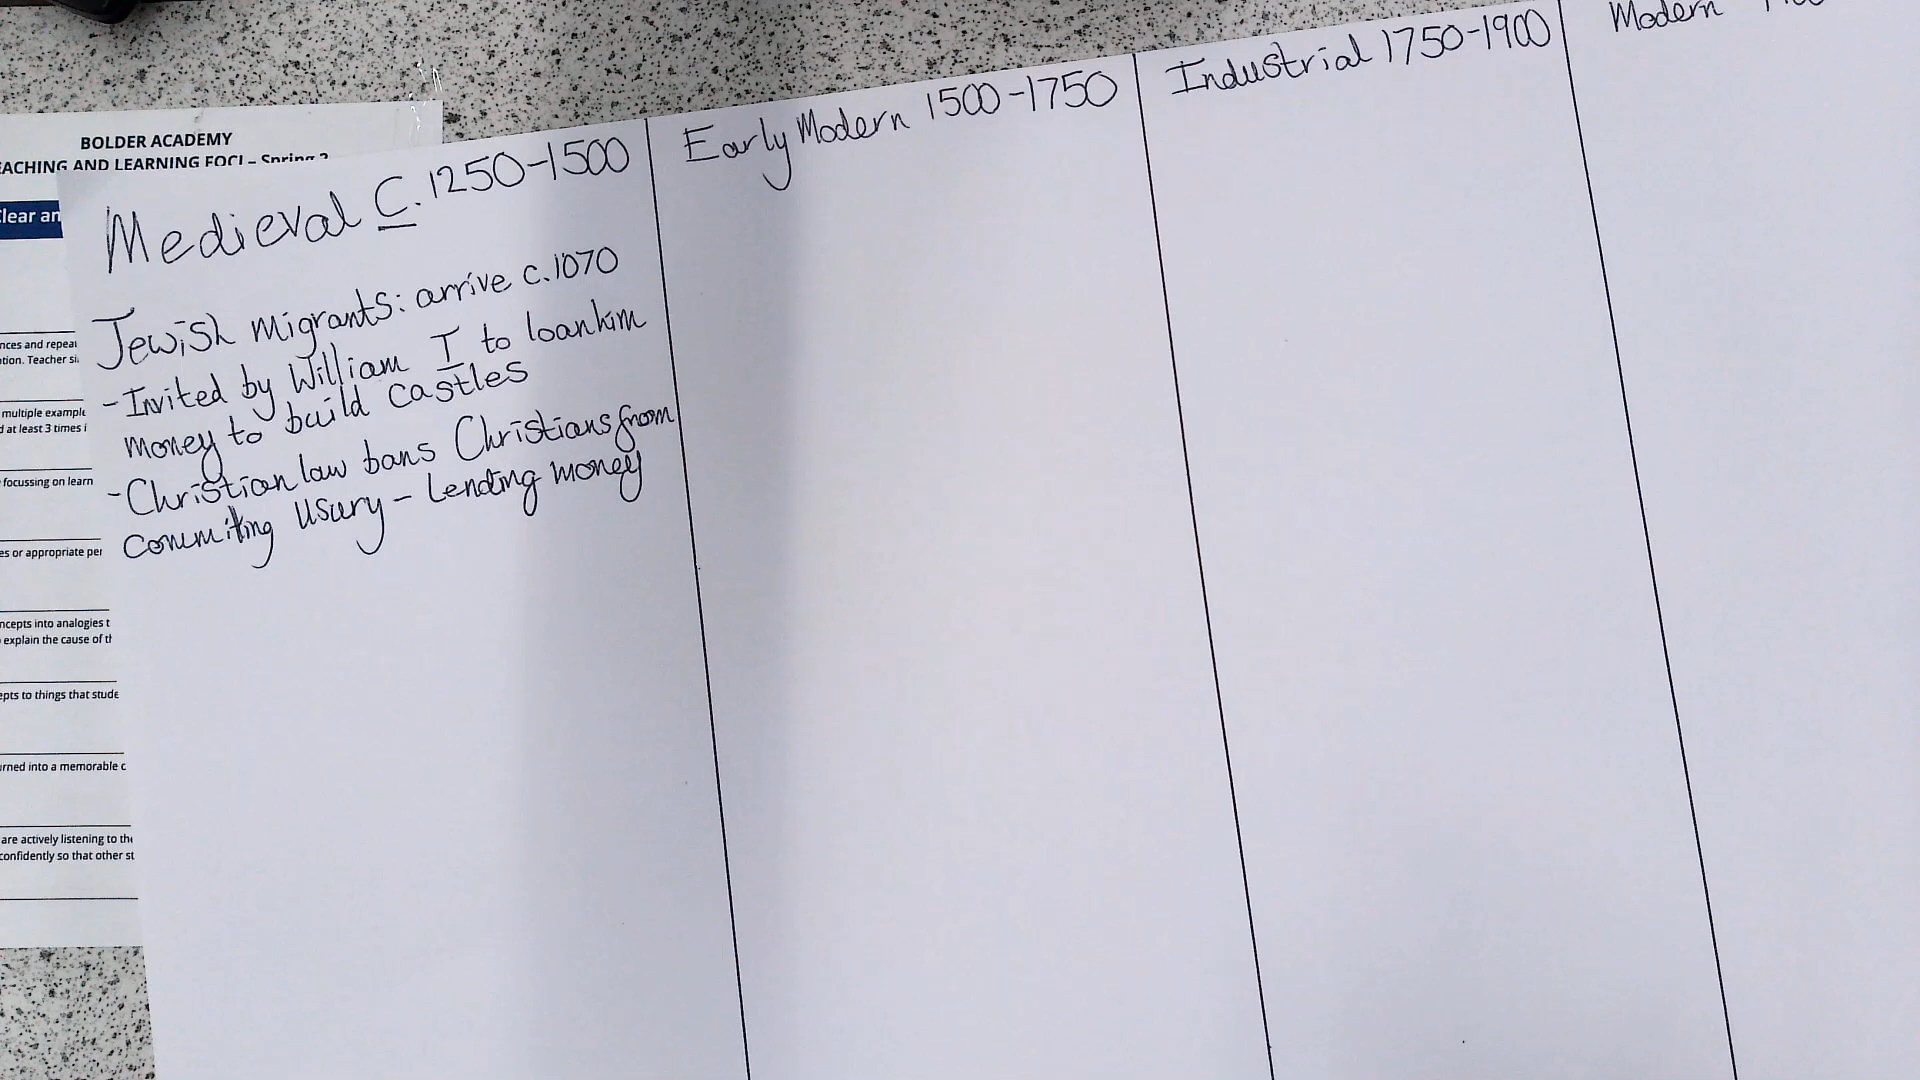 BOLDER ACADEMY
EACHING AND LEARNING FOCI – Spring 2
lear an
nces and repeat
tion. Teacher si
multiple example
d at least 3 times i
focussing on learn
es or appropriate per
ncepts into analogies t
explain the cause of th
epts to things that stude
urned into a memorable c
are actively listening to the
confidently so that other st
Medieval C. 1250-1500
Jewish migrants: arrive c.1070
- Invited by William I to loan him
money to build castles
- Christian law bans Christians from
commiting Usury - Lending money
Early Modern 1500-1750
Industrial 1750-1900
Modern